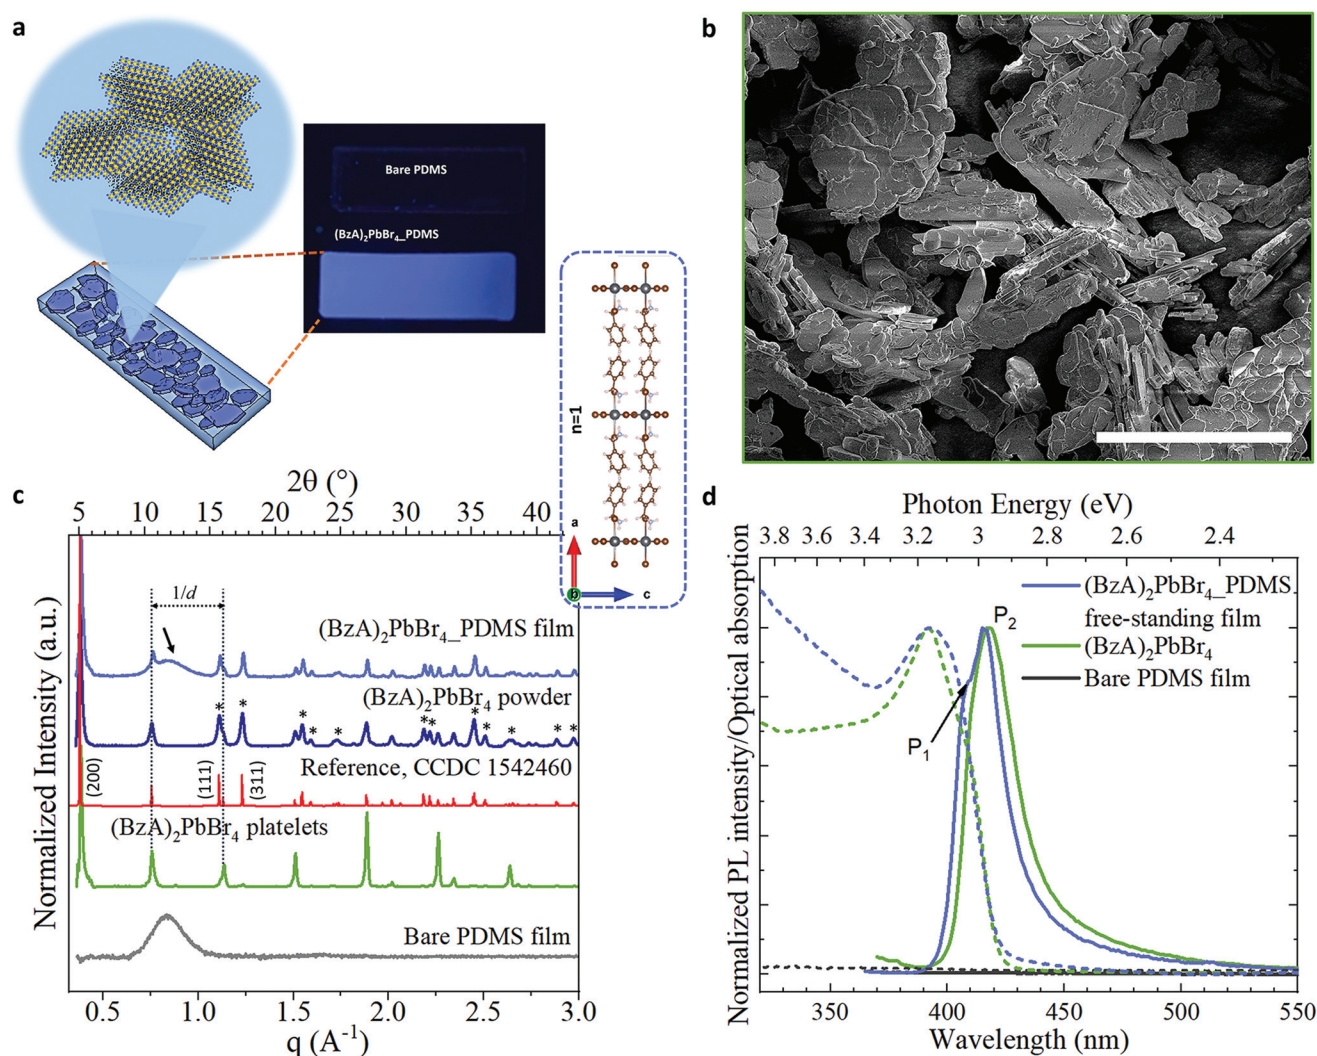 a
Bare PDMS
(BzA)₂PbBr₄_PDMS
n=1
a
b
c
b
c
2θ (°)
5 10 15 20 25 30 35 40
Normalized Intensity (a.u.)
1/d
(BzA)₂PbBr₄_PDMS film
(BzA)₂PbBr₄ powder
* * * * * * * * * * * *
Reference, CCDC 1542460
(200)
(111)
(311)
(BzA)₂PbBr₄ platelets
Bare PDMS film
0.5 1.0 1.5 2.0 2.5 3.0
q (A⁻¹)
d
Photon Energy (eV)
3.8 3.6 3.4 3.2 3 2.8 2.6 2.4
Normalized PL intensity/Optical absorption
(BzA)₂PbBr₄_PDMS
free-standing film
(BzA)₂PbBr₄
Bare PDMS film
P₂
P₁
350 400 450 500 550
Wavelength (nm)